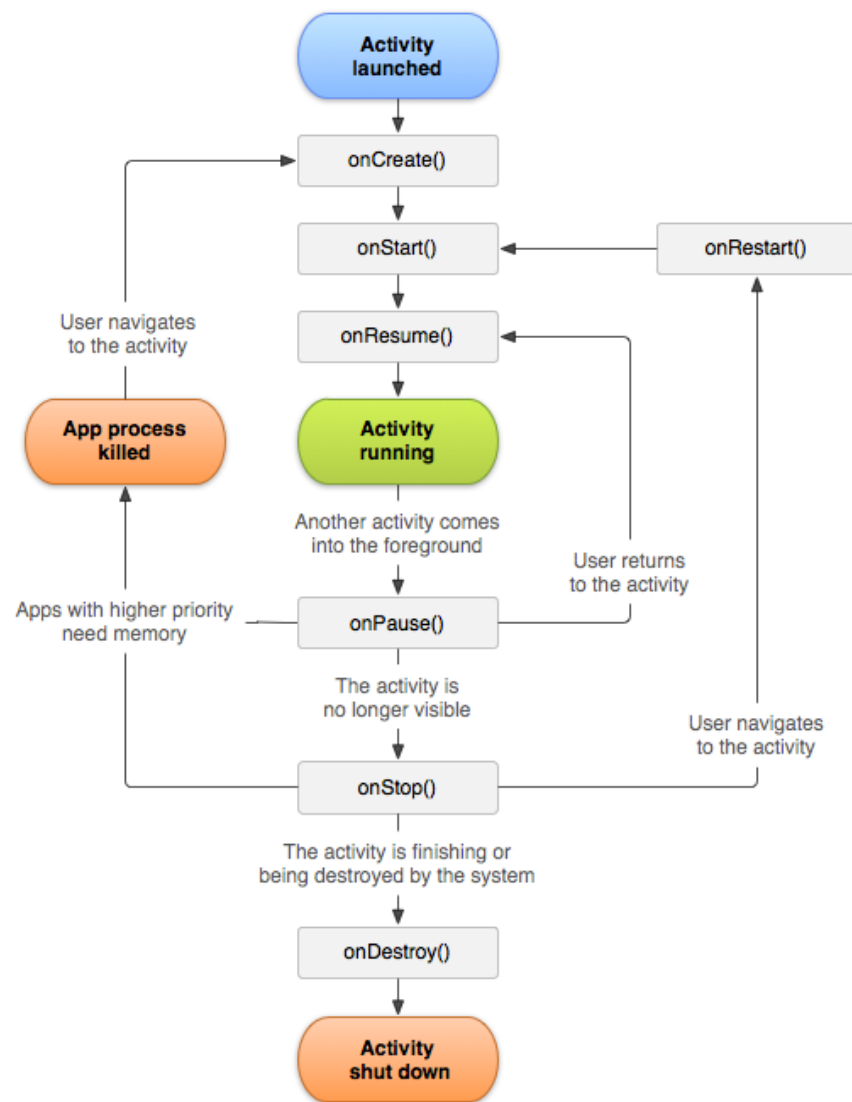 Activity
launched
onCreate()
onStart()
onRestart()
onResume()
User navigates
to the activity
App process
killed
Activity
running
Another activity comes
into the foreground
User returns
to the activity
Apps with higher priority
need memory
onPause()
The activity is
no longer visible
User navigates
to the activity
onStop()
The activity is finishing or
being destroyed by the system
onDestroy()
Activity
shut down